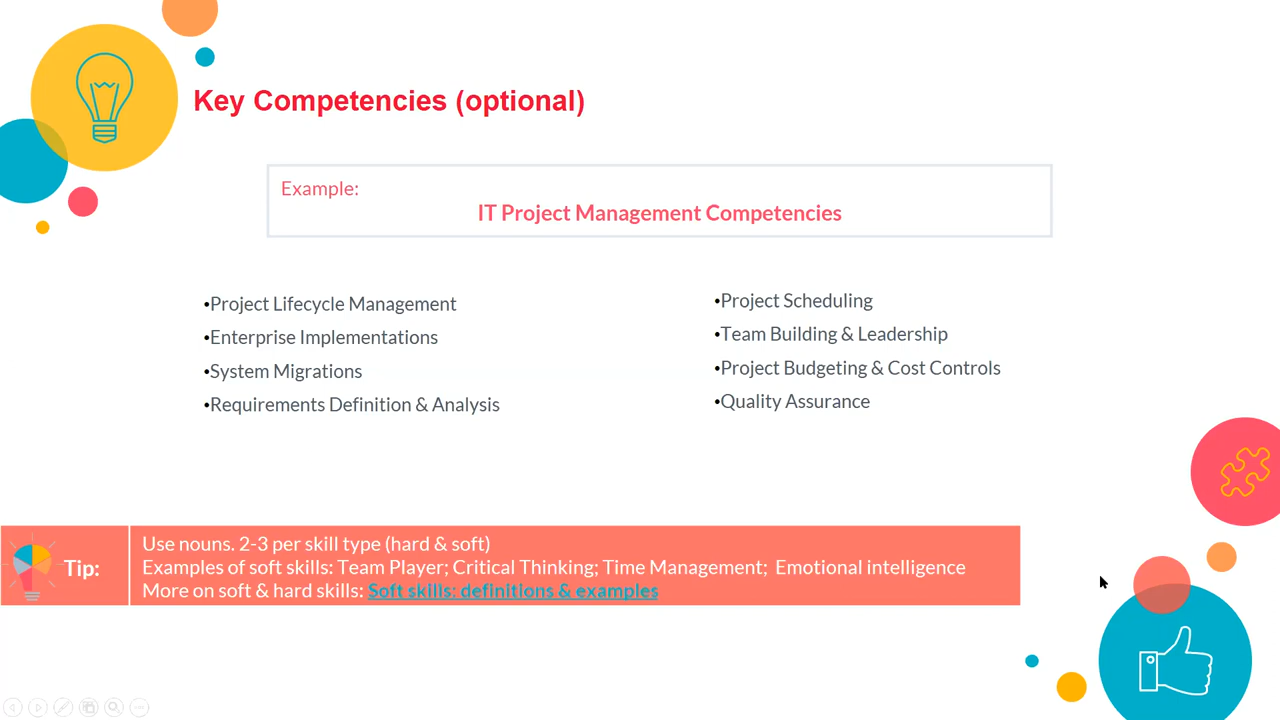 Key Competencies (optional)
Example:
IT Project Management Competencies
•Project Lifecycle Management
•Enterprise Implementations
•System Migrations
•Requirements Definition & Analysis
•Project Scheduling
•Team Building & Leadership
•Project Budgeting & Cost Controls
•Quality Assurance
Tip:
Use nouns. 2-3 per skill type (hard & soft)
Examples of soft skills: Team Player; Critical Thinking; Time Management; Emotional intelligence
More on soft & hard skills: Soft skills: definitions & examples